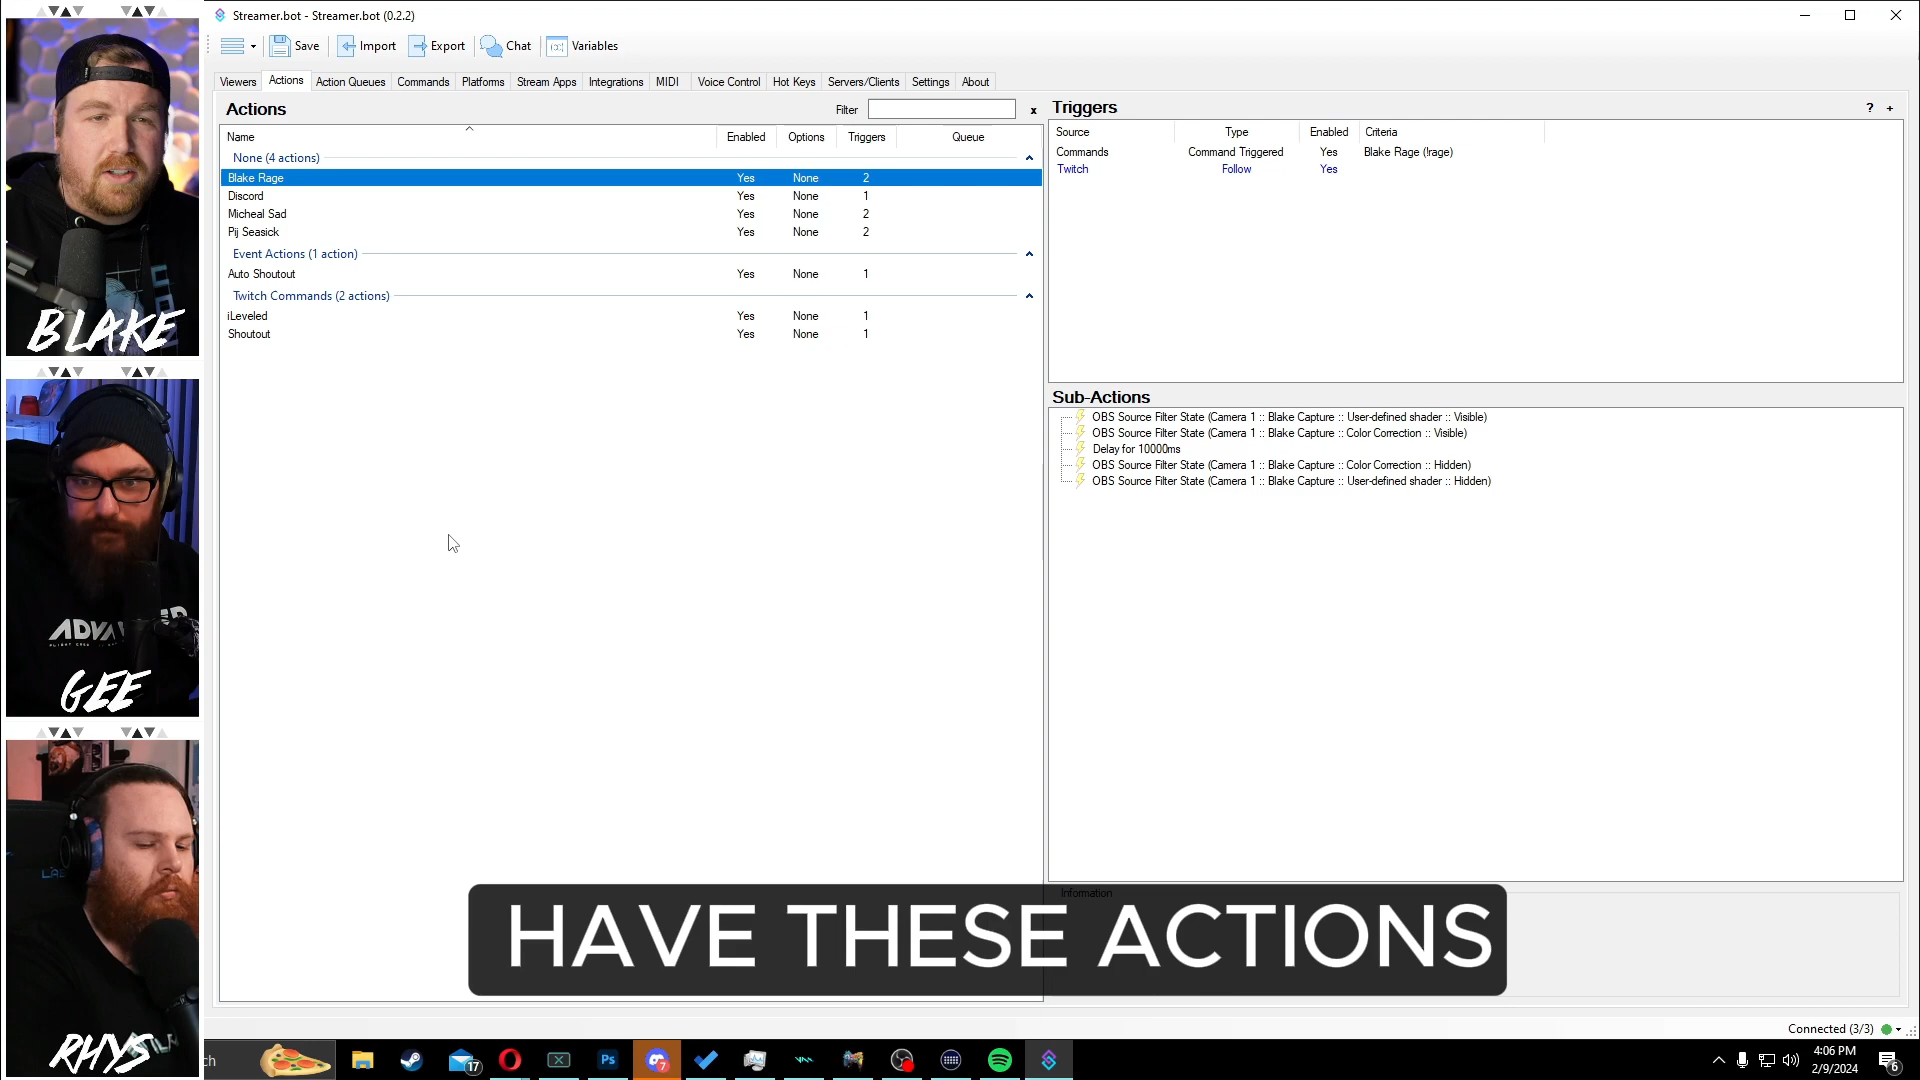 Streamer.bot - Streamer.bot (0.2.2)
Save
Import
Export
Chat
Variables
Viewers
Actions
Action Queues
Commands
Platforms
Stream Apps
Integrations
MIDI
Voice Control
Hot Keys
Servers/Clients
Settings
About
Actions
Filter
x
Name
Enabled
Options
Triggers
Queue
None (4 actions)
Blake Rage Yes None 2
Discord Yes None 1
Micheal Sad Yes None 2
Pij Seasick Yes None 2
Event Actions (1 action)
Auto Shoutout Yes None 1
Twitch Commands (2 actions)
iLeveled Yes None 1
Shoutout Yes None 1
Triggers
? +
Source Type Enabled Criteria
Commands Command Triggered Yes Blake Rage (!rage)
Twitch Follow Yes
Sub-Actions
OBS Source Filter State (Camera 1 :: Blake Capture :: User-defined shader :: Visible)
OBS Source Filter State (Camera 1 :: Blake Capture :: Color Correction :: Visible)
Delay for 10000ms
OBS Source Filter State (Camera 1 :: Blake Capture :: Color Correction :: Hidden)
OBS Source Filter State (Camera 1 :: Blake Capture :: User-defined shader :: Hidden)
Information
HAVE THESE ACTIONS
Connected (3/3)
BLAKE
GEE
RHYS
ch
17
Ps
7
4:06 PM
2/9/2024
6